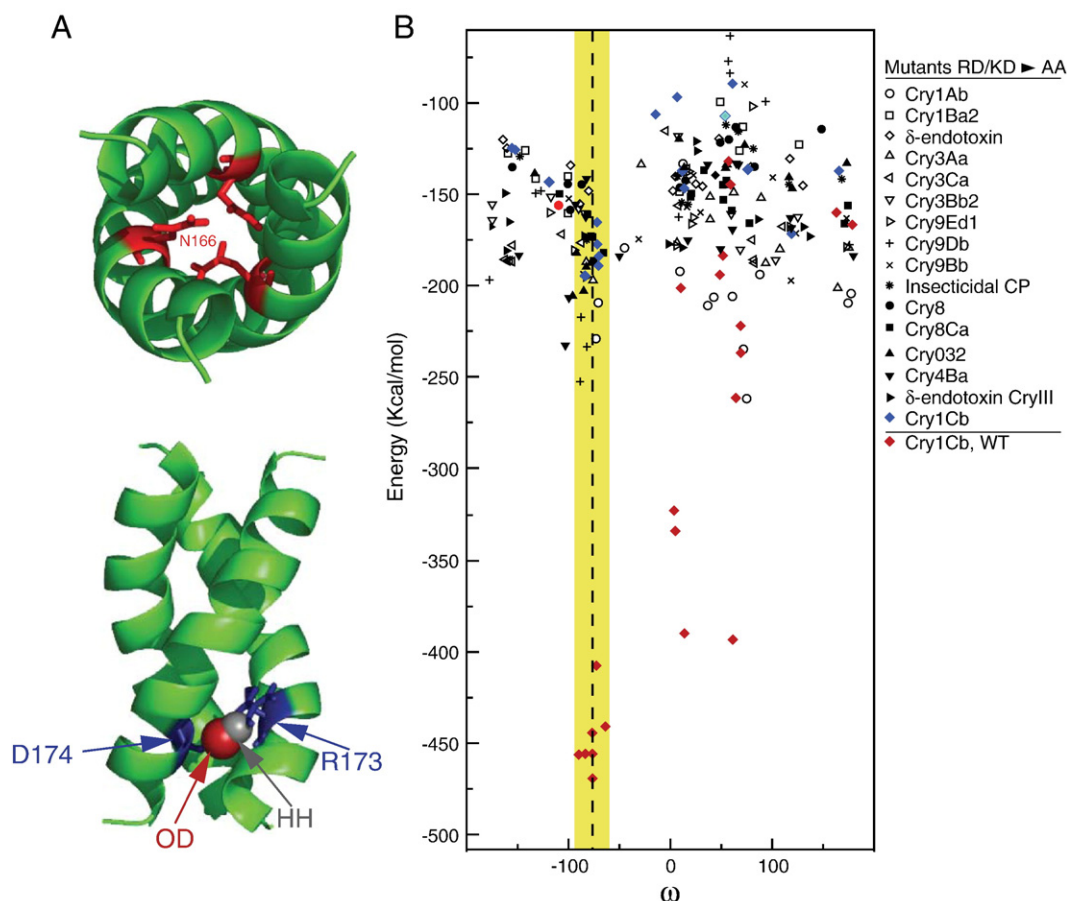 A
N166
D174
R173
OD
HH
B
Energy (Kcal/mol)
-100
-150
-200
-250
-300
-350
-400
-450
-500
-100
0
100
ω
Mutants RD/KD ► AA
Cry1Ab
Cry1Ba2
δ-endotoxin
Cry3Aa
Cry3Ca
Cry3Bb2
Cry9Ed1
Cry9Db
Cry9Bb
Insecticidal CP
Cry8
Cry8Ca
Cry032
Cry4Ba
δ-endotoxin CryIII
Cry1Cb
Cry1Cb, WT